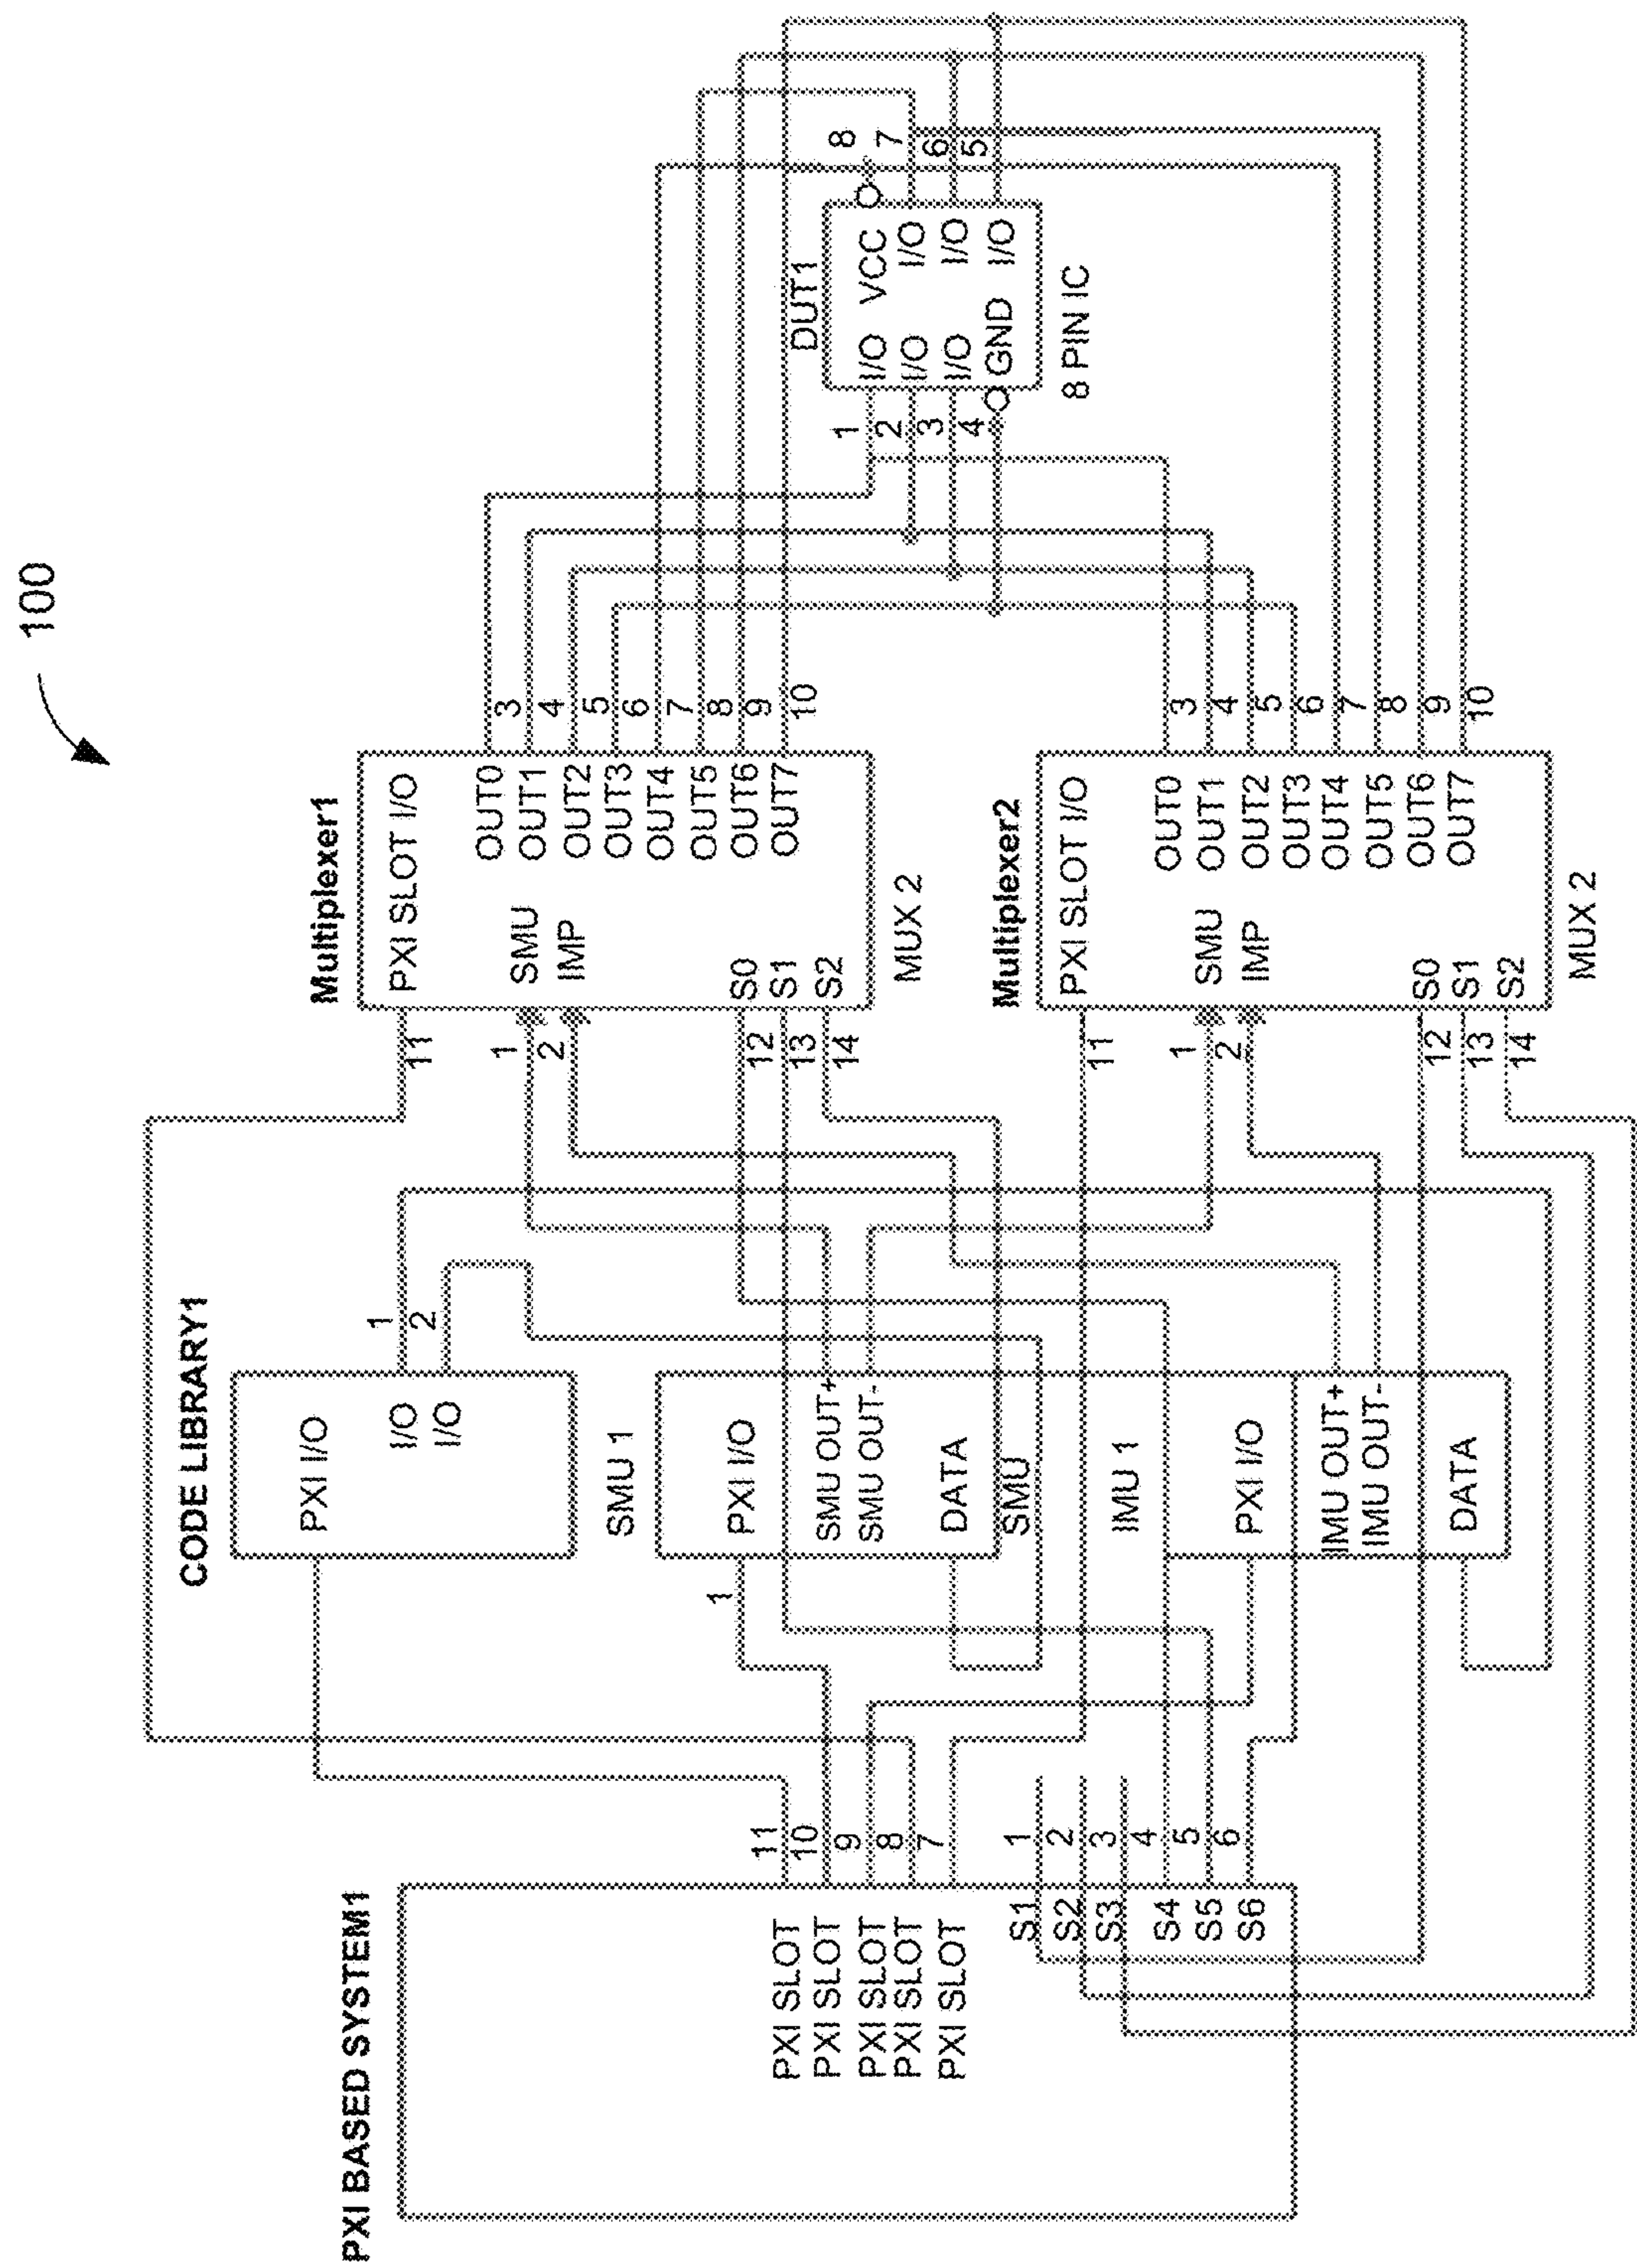 100
PXI BASED SYSTEM1
PXI SLOT
PXI SLOT
PXI SLOT
PXI SLOT
PXI SLOT
S1
S2
S3
S4
S5
S6
11
10
9
8
7
1
2
3
4
5
6
CODE LIBRARY1
PXI I/O
I/O
I/O
1
2
SMU 1
PXI I/O
SMU OUT+
SMU OUT-
DATA
SMU
1
IMU 1
PXI I/O
IMU OUT+
IMU OUT-
DATA
Multiplexer1
PXI SLOT I/O
SMU
IMP
S0
S1
S2
OUT0
OUT1
OUT2
OUT3
OUT4
OUT5
OUT6
OUT7
MUX 2
11
1
2
12
13
14
3
4
5
6
7
8
9
10
Multiplexer2
PXI SLOT I/O
SMU
IMP
S0
S1
S2
OUT0
OUT1
OUT2
OUT3
OUT4
OUT5
OUT6
OUT7
MUX 2
11
1
2
12
13
14
3
4
5
6
7
8
9
10
DUT1
I/O VCC
I/O I/O
I/O I/O
GND I/O
8 PIN IC
1
2
3
4
8
7
6
5